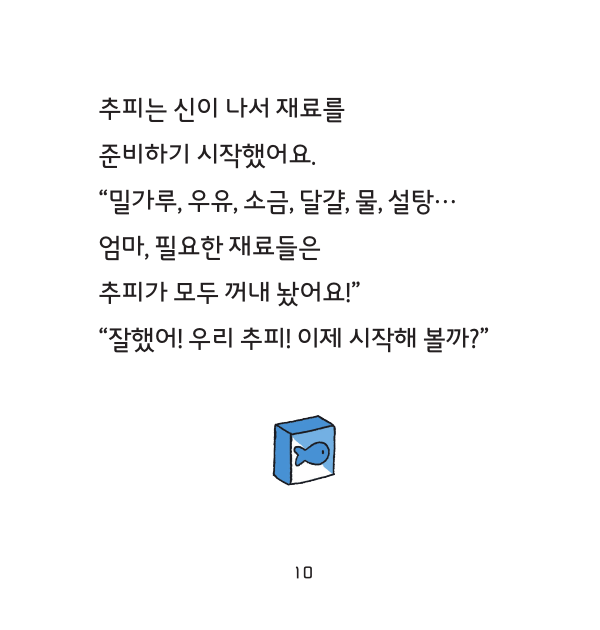 추피는 신이 나서 재료를
준비하기 시작했어요.
“밀가루, 우유, 소금, 달걀, 물, 설탕…
엄마, 필요한 재료들은
추피가 모두 꺼내 놨어요!”
“잘했어! 우리 추피! 이제 시작해 볼까?”
10